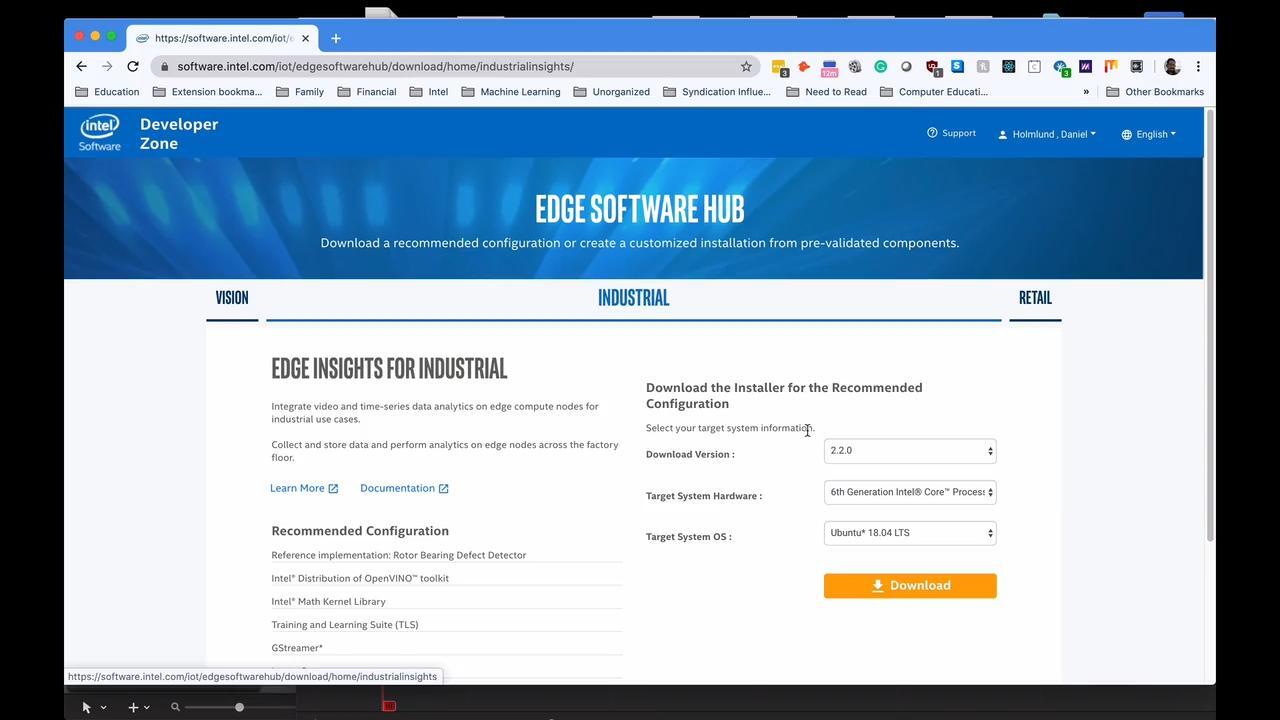 https://software.intel.com/iot/e
software.intel.com/iot/edgesoftwarehub/download/home/industrialinsights/
3
12m
1
3
Education
Extension bookma...
Family
Financial
Intel
Machine Learning
Unorganized
Syndication Influe...
Need to Read
Computer Educati...
»
Other Bookmarks
intel
Software
Developer
Zone
Support
Holmlund , Daniel
English
EDGE SOFTWARE HUB
Download a recommended configuration or create a customized installation from pre-validated components.
VISION
INDUSTRIAL
RETAIL
EDGE INSIGHTS FOR INDUSTRIAL
Integrate video and time-series data analytics on edge compute nodes for
industrial use cases.
Collect and store data and perform analytics on edge nodes across the factory
floor.
Learn More
Documentation
Recommended Configuration
Reference implementation: Rotor Bearing Defect Detector
Intel® Distribution of OpenVINO™ toolkit
Intel® Math Kernel Library
Training and Learning Suite (TLS)
GStreamer*
Download the Installer for the Recommended
Configuration
Select your target system information.
Download Version :
2.2.0
Target System Hardware :
6th Generation Intel® Core™ Process
Target System OS :
Ubuntu* 18.04 LTS
Download
https://software.intel.com/iot/edgesoftwarehub/download/home/industrialinsights